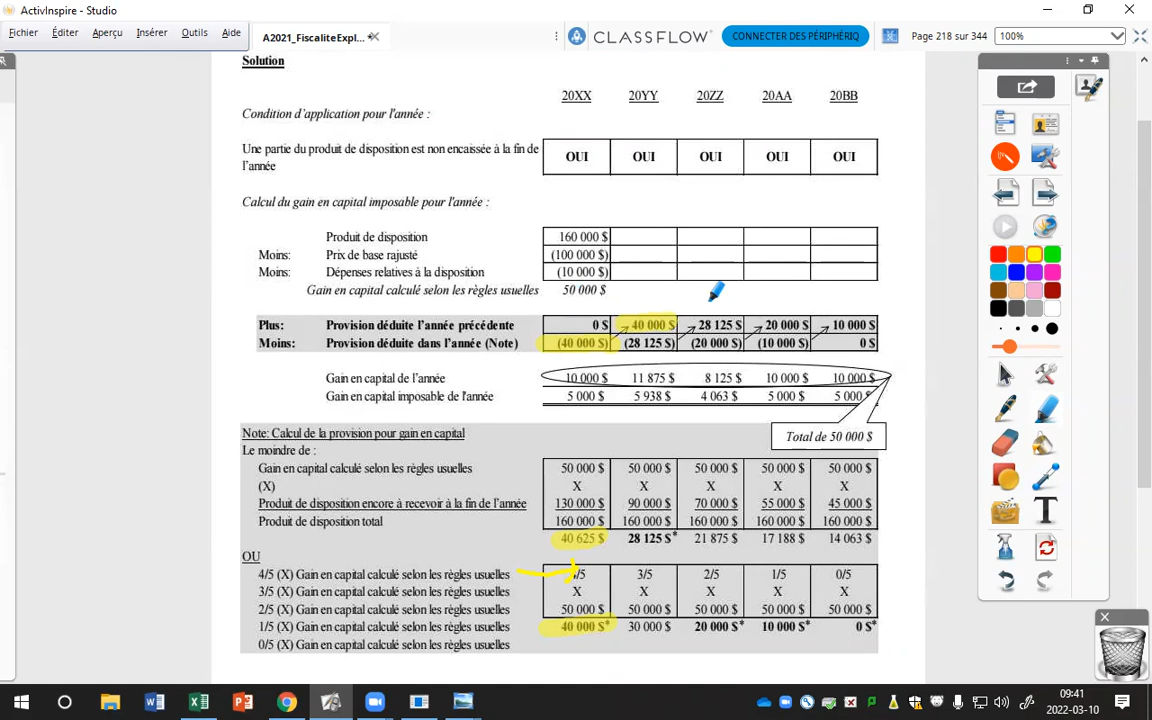 ActivInspire - Studio
Fichier Éditer Aperçu Insérer Outils Aide
A2021_FiscaliteExpl...
CLASSFLOW
CONNECTER DES PÉRIPHÉRIQ
Page 218 sur 344
100%
Solution
20XX 20YY 20ZZ 20AA 20BB
Condition d'application pour l'année :
Une partie du produit de disposition est non encaissée à la fin de
l'année
OUI OUI OUI OUI OUI
Calcul du gain en capital imposable pour l'année :
Produit de disposition 160 000 $
Moins: Prix de base rajusté (100 000 $)
Moins: Dépenses relatives à la disposition (10 000 $)
Gain en capital calculé selon les règles usuelles 50 000 $
Plus: Provision déduite l'année précédente 0 $ 40 000 $ 28 125 $ 20 000 $ 10 000 $
Moins: Provision déduite dans l'année (Note) (40 000 $) (28 125 $) (20 000 $) (10 000 $) 0 $
Gain en capital de l'année 10 000 $ 11 875 $ 8 125 $ 10 000 $ 10 000 $
Gain en capital imposable de l'année 5 000 $ 5 938 $ 4 063 $ 5 000 $ 5 000 $
Total de 50 000 $
Note: Calcul de la provision pour gain en capital
Le moindre de :
Gain en capital calculé selon les règles usuelles 50 000 $ 50 000 $ 50 000 $ 50 000 $ 50 000 $
(X) X X X X X
Produit de disposition encore à recevoir à la fin de l'année 130 000 $ 90 000 $ 70 000 $ 55 000 $ 45 000 $
Produit de disposition total 160 000 $ 160 000 $ 160 000 $ 160 000 $ 160 000 $
40 625 $ 28 125 $* 21 875 $ 17 188 $ 14 063 $
OU
4/5 (X) Gain en capital calculé selon les règles usuelles 4/5 3/5 2/5 1/5 0/5
3/5 (X) Gain en capital calculé selon les règles usuelles X X X X X
2/5 (X) Gain en capital calculé selon les règles usuelles 50 000 $ 50 000 $ 50 000 $ 50 000 $ 50 000 $
1/5 (X) Gain en capital calculé selon les règles usuelles 40 000 $* 30 000 $ 20 000 $* 10 000 $* 0 $*
0/5 (X) Gain en capital calculé selon les règles usuelles
09:41
2022-03-10